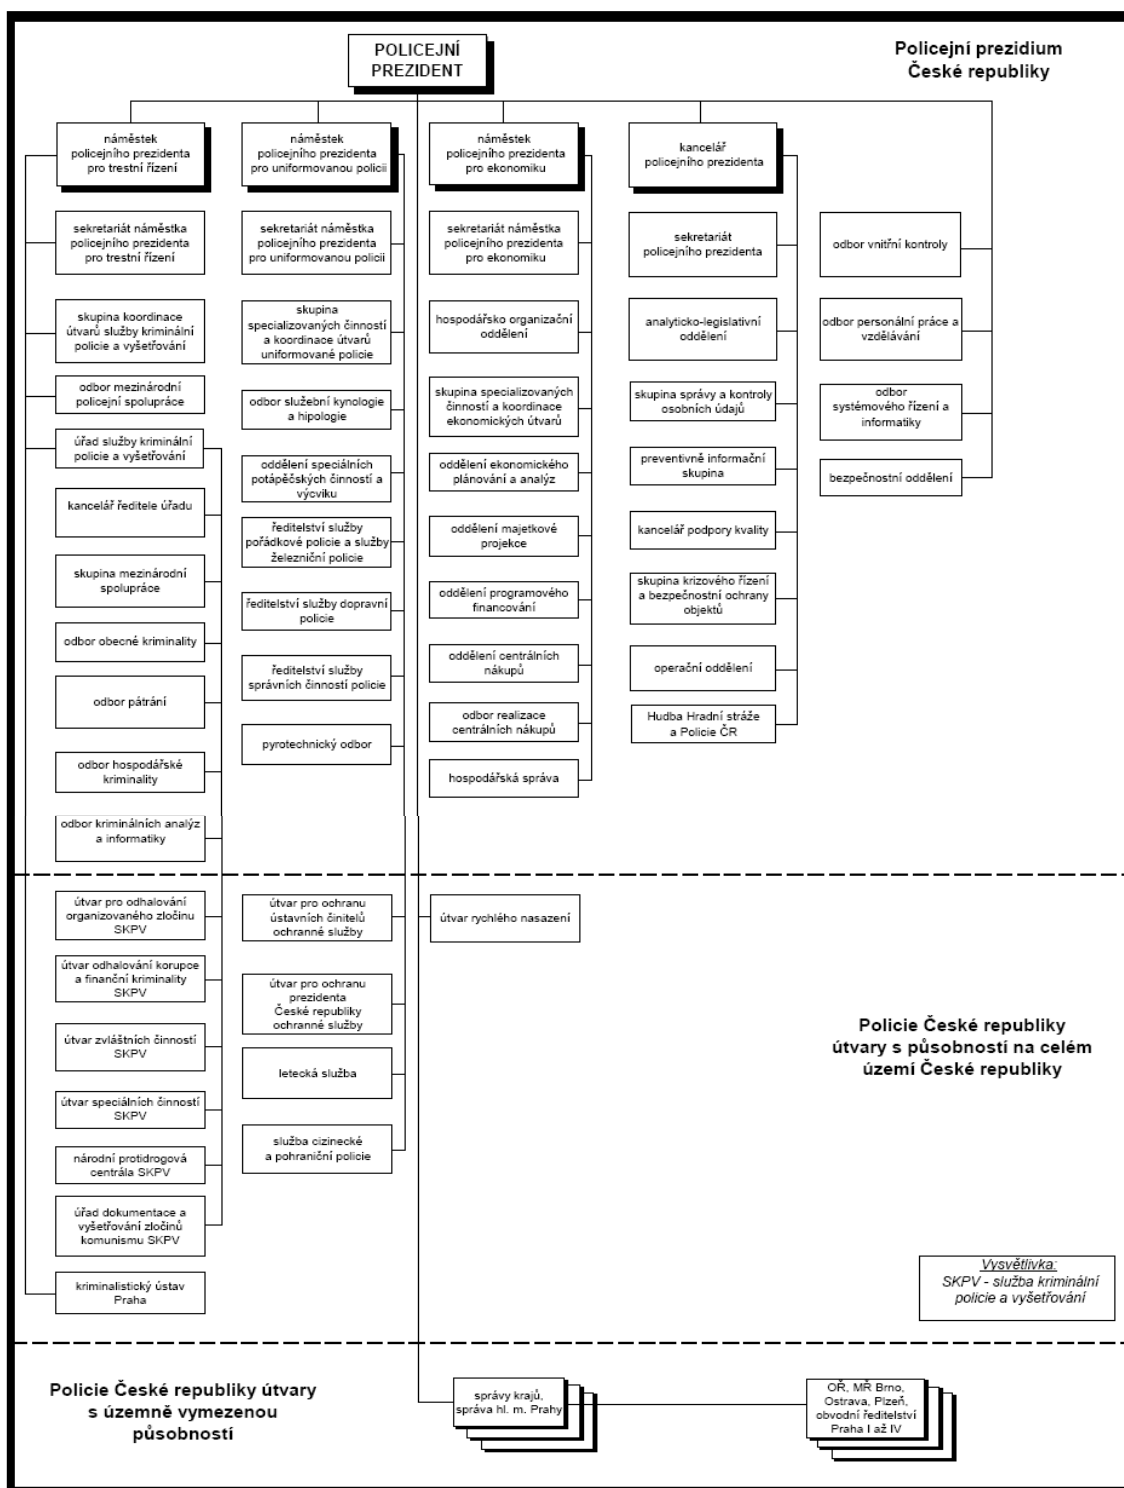 POLICEJNÍ
PREZIDENT
Policejní prezidium
České republiky
náměstek
policejního prezidenta
pro trestní řízení
náměstek
policejního prezidenta
pro uniformovanou policii
náměstek
policejního prezidenta
pro ekonomiku
kancelář
policejního prezidenta
sekretariát náměstka
policejního prezidenta
pro trestní řízení
sekretariát náměstka
policejního prezidenta
pro uniformovanou policii
sekretariát náměstka
policejního prezidenta
pro ekonomiku
sekretariát
policejního prezidenta
odbor vnitřní kontroly
skupina koordinace
útvarů služby kriminální
policie a vyšetřování
skupina
specializovaných činností
a koordinace útvarů
uniformované policie
hospodářsko organizační
oddělení
analyticko-legislativní
oddělení
odbor personální práce a
vzdělávání
odbor mezinárodní
policejní spolupráce
odbor služební kynologie
a hipologie
skupina specializovaných
činností a koordinace
ekonomických útvarů
skupina správy a kontroly
osobních údajů
odbor
systémového řízení a
informatiky
úřad služby kriminální
policie a vyšetřování
oddělení speciálních
potápěčských činností a
výcviku
oddělení ekonomického
plánování a analýz
preventivně informační
skupina
bezpečnostní oddělení
kancelář ředitele úřadu
ředitelství služby
pořádkové policie a služby
železniční policie
oddělení majetkové
projekce
kancelář podpory kvality
skupina mezinárodní
spolupráce
ředitelství služby dopravní
policie
oddělení programového
financování
skupina krizového řízení
a bezpečnostní ochrany
objektů
odbor obecné kriminality
ředitelství služby
správních činností policie
oddělení centrálních
nákupů
operační oddělení
odbor pátrání
pyrotechnický odbor
odbor realizace
centrálních nákupů
Hudba Hradní stráže
a Policie ČR
odbor hospodářské
kriminality
hospodářská správa
odbor kriminálních analýz
a informatiky
útvar pro odhalování
organizovaného zločinu
SKPV
útvar pro ochranu
ústavních činitelů
ochranné služby
útvar rychlého nasazení
útvar odhalování korupce
a finanční kriminality
SKPV
útvar pro ochranu
prezidenta
České republiky
ochranné služby
útvar zvláštních činností
SKPV
letecká služba
Policie České republiky
útvary s působností na celém
území České republiky
útvar speciálních činností
SKPV
služba cizinecké
a pohraniční policie
národní protidrogová
centrála SKPV
úřad dokumentace a
vyšetřování zločinů
komunismu SKPV
kriminalistický ústav
Praha
Vysvětlivka:
SKPV - služba kriminální
policie a vyšetřování
Policie České republiky útvary
s územně vymezenou
působností
správy krajů,
správa hl. m. Prahy
OŘ, MŘ Brno,
Ostrava, Plzeň,
obvodní ředitelství
Praha I až IV